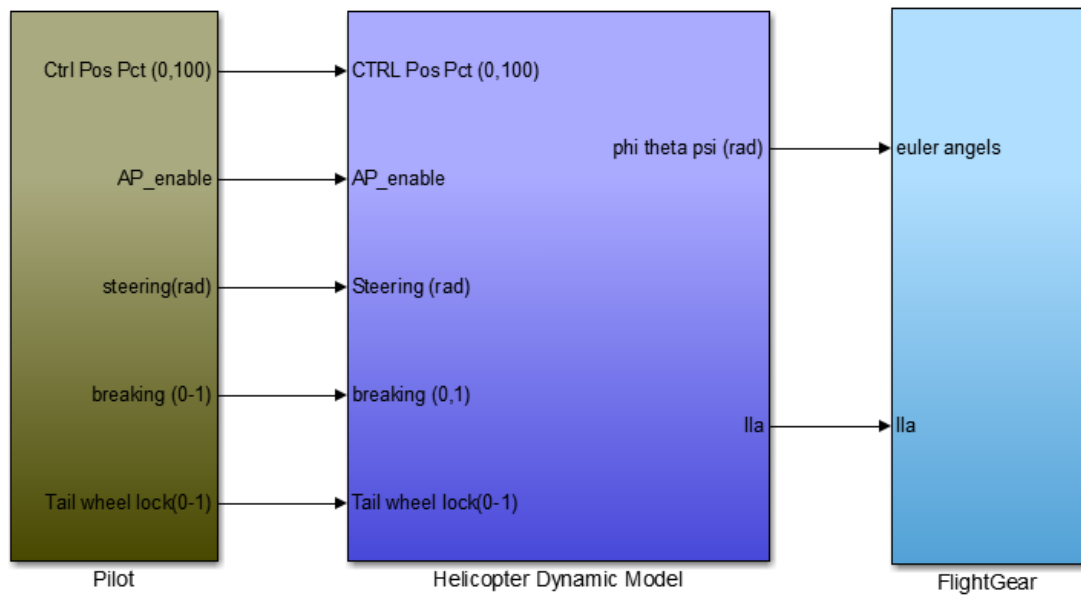 Ctrl Pos Pct (0,100)
CTRL Pos Pct (0,100)
phi theta psi (rad)
euler angels
AP_enable
AP_enable
steering(rad)
Steering (rad)
breaking (0-1)
breaking (0,1)
lla
lla
Tail wheel lock(0-1)
Tail wheel lock(0-1)
Pilot
Helicopter Dynamic Model
FlightGear